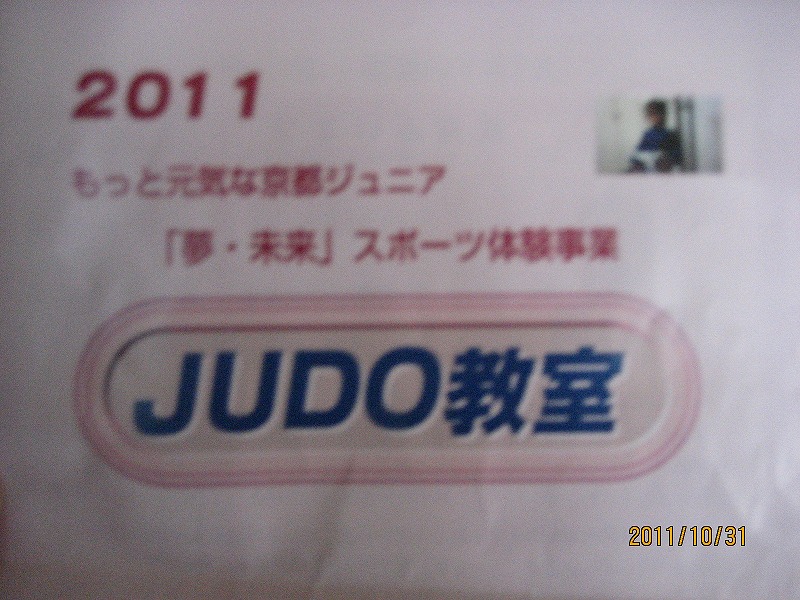 2011
もっと元気な京都ジュニア
「夢・未来」スポーツ体験事業
JUDO教室
2011/10/31